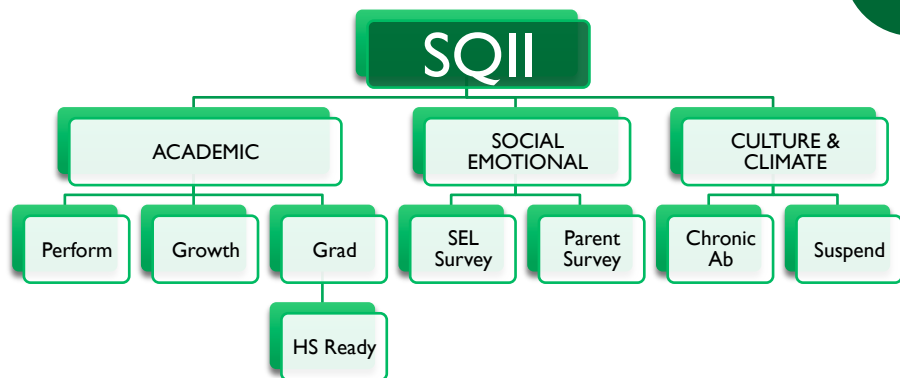 SQII
ACADEMIC
SOCIAL
EMOTIONAL
CULTURE &
CLIMATE
Perform
Growth
Grad
SEL
Survey
Parent
Survey
Chronic
Ab
Suspend
HS Ready